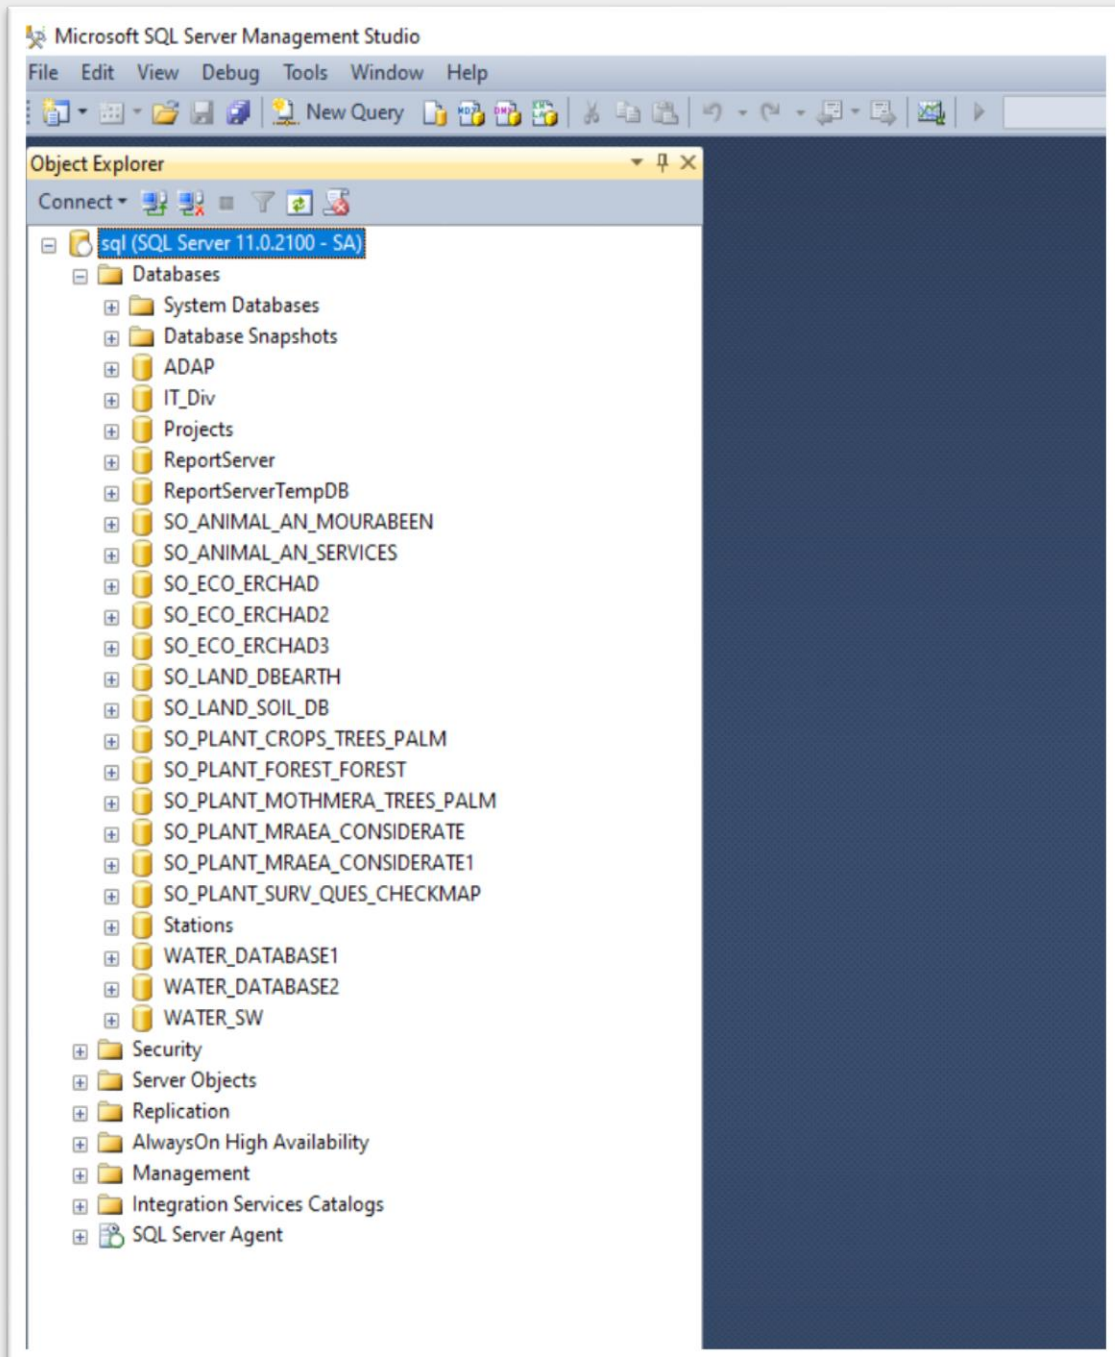 Microsoft SQL Server Management Studio
File Edit View Debug Tools Window Help
New Query
Object Explorer
Connect
sql (SQL Server 11.0.2100 - SA)
Databases
System Databases
Database Snapshots
ADAP
IT_Div
Projects
ReportServer
ReportServerTempDB
SO_ANIMAL_AN_MOURABEEN
SO_ANIMAL_AN_SERVICES
SO_ECO_ERCHAD
SO_ECO_ERCHAD2
SO_ECO_ERCHAD3
SO_LAND_DBEARTH
SO_LAND_SOIL_DB
SO_PLANT_CROPS_TREES_PALM
SO_PLANT_FOREST_FOREST
SO_PLANT_MOTHMERA_TREES_PALM
SO_PLANT_MRAEA_CONSIDERATE
SO_PLANT_MRAEA_CONSIDERATE1
SO_PLANT_SURV_QUES_CHECKMAP
Stations
WATER_DATABASE1
WATER_DATABASE2
WATER_SW
Security
Server Objects
Replication
AlwaysOn High Availability
Management
Integration Services Catalogs
SQL Server Agent